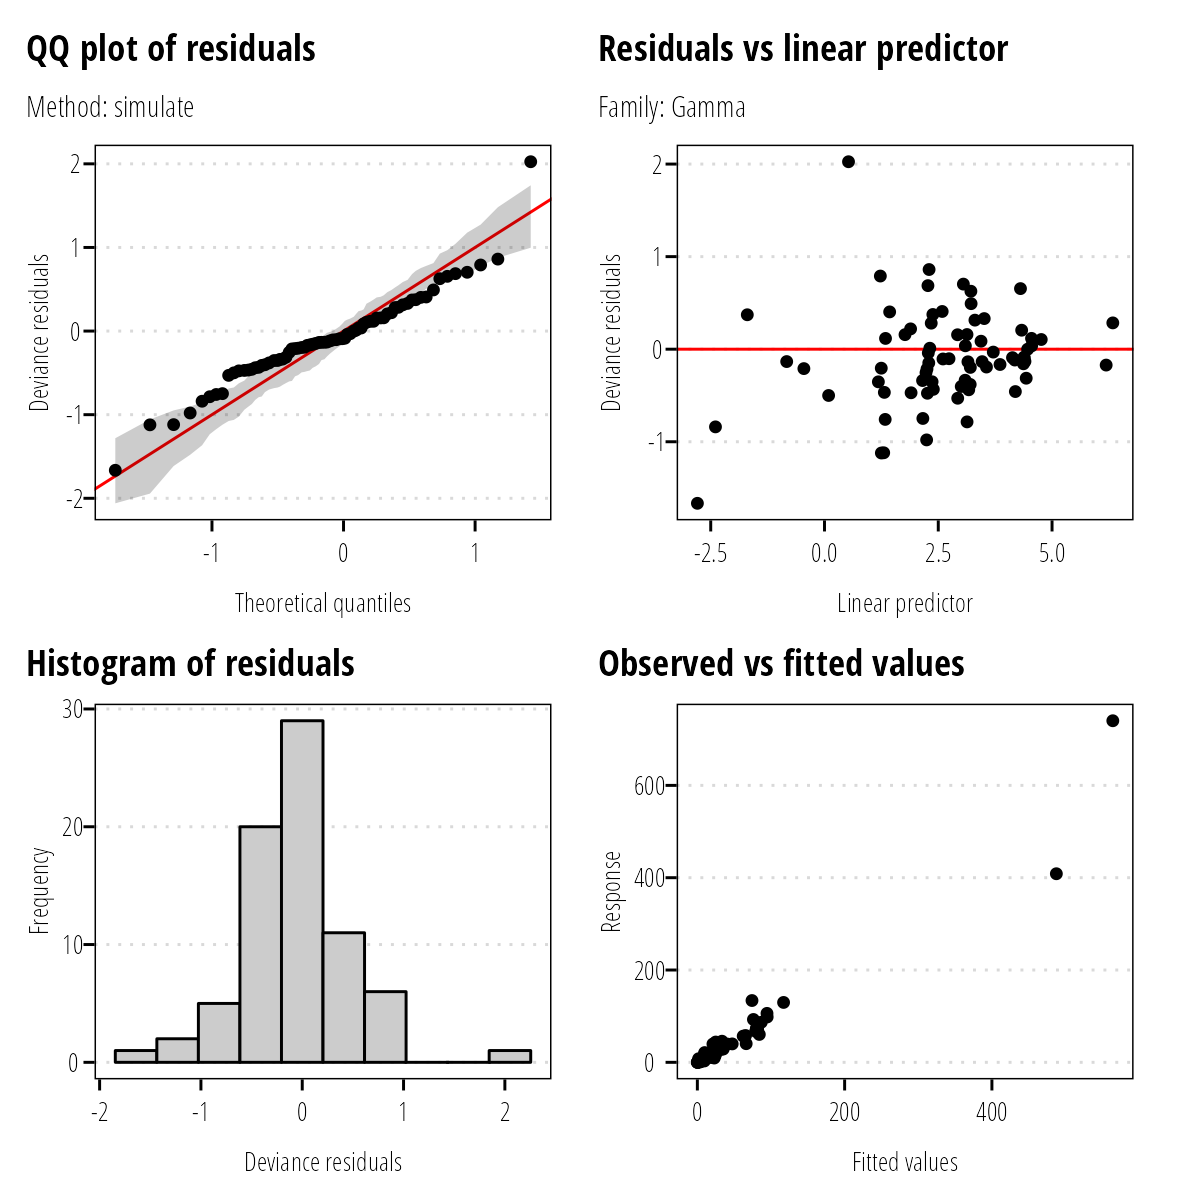 QQ plot of residuals
Method: simulate
2
1
0
-1
-2
Deviance residuals
-1
0
1
Theoretical quantiles
Residuals vs linear predictor
Family: Gamma
2
1
0
-1
Deviance residuals
-2.5
0.0
2.5
5.0
Linear predictor
Histogram of residuals
30
20
10
0
Frequency
-2
-1
0
1
2
Deviance residuals
Observed vs fitted values
600
400
200
0
Response
0
200
400
Fitted values